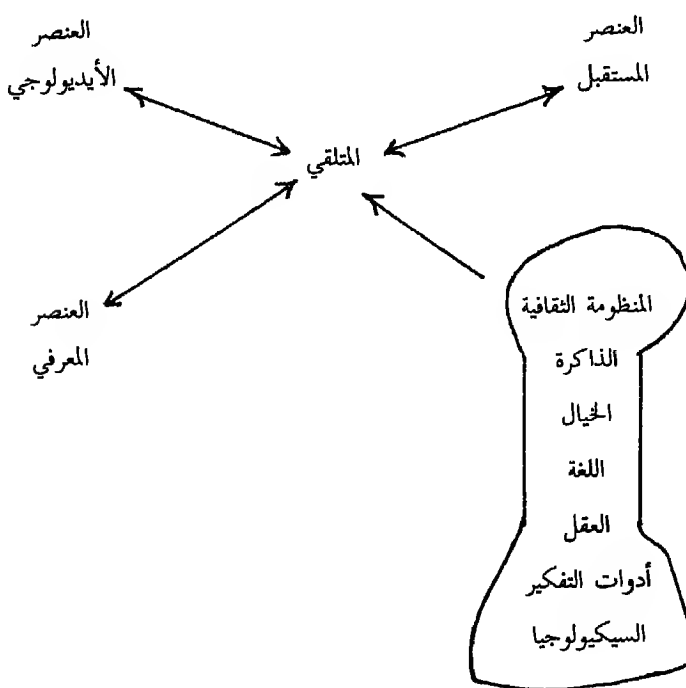 العنصر
المستقبل
العنصر
الأيديولوجي
المتلقي
العنصر
المعرفي
المنظومة الثقافية
الذاكرة
الخيال
اللغة
العقل
أدوات التفكير
السيكيولوجيا